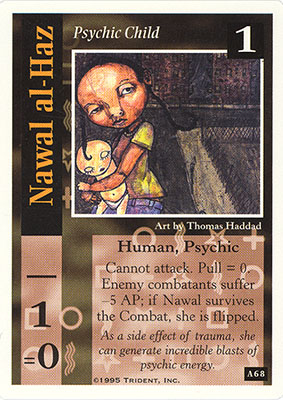 Psychic Child
1
Nawal al-Haz
Art by Thomas Haddad
Human, Psychic
Cannot attack. Pull = 0.
Enemy combatants suffer
–5 AP; if Nawal survives
the Combat, she is flipped.
As a side effect of trauma, she
can generate incredible blasts of
psychic energy.
—
1
=0
©1995 TRIDENT, INC.
A68